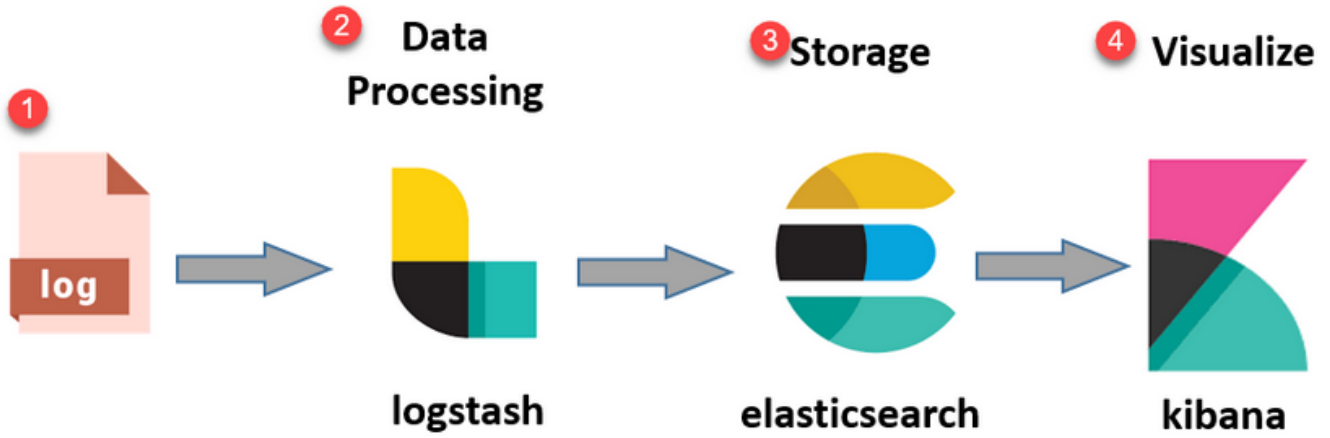 1
log
2
Data
Processing
logstash
3
Storage
elasticsearch
4
Visualize
kibana